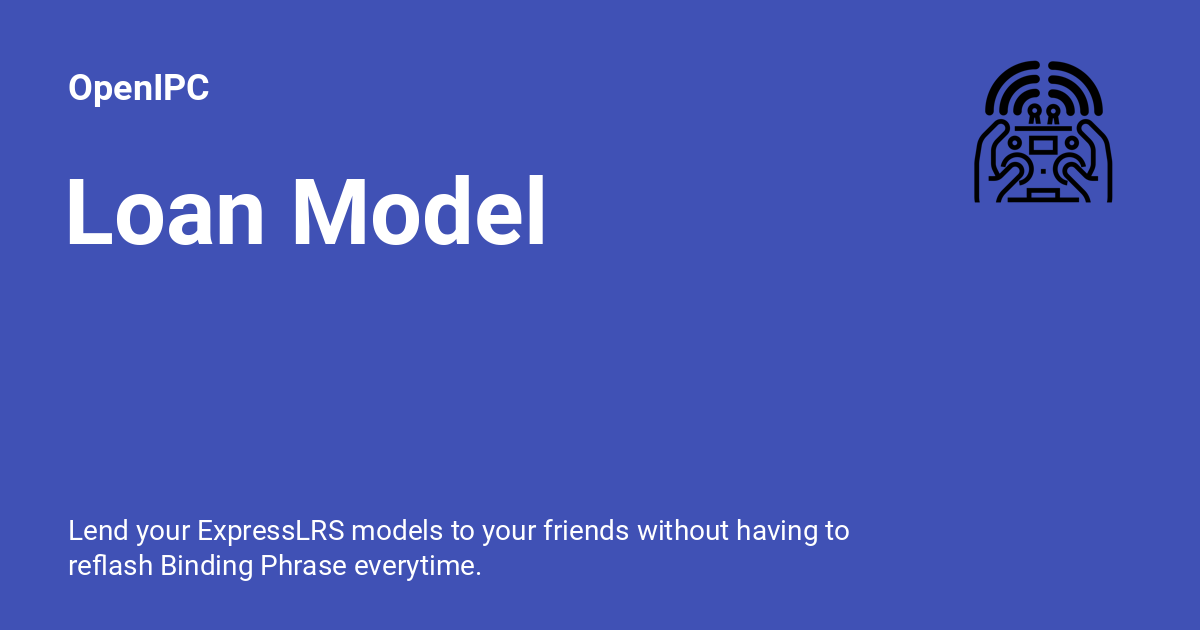 OpenIPC
Loan Model
Lend your ExpressLRS models to your friends without having to
reflash Binding Phrase everytime.